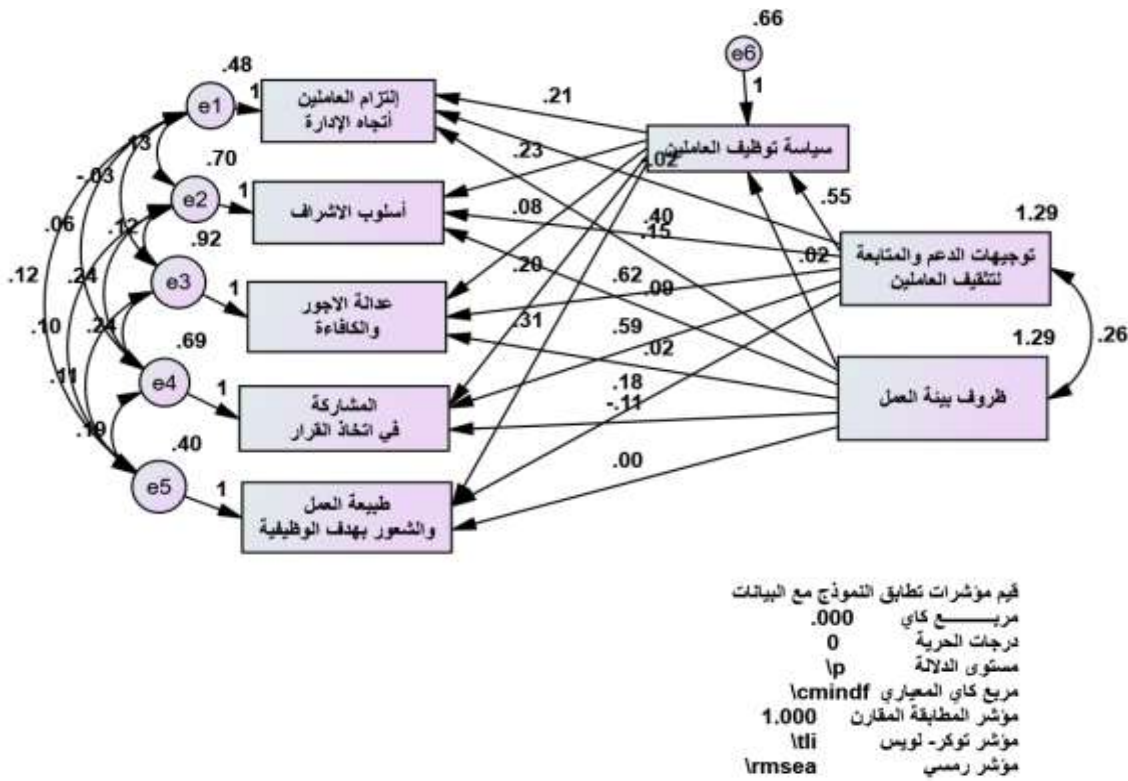 .66
e6
1
.48
e1
1
إلتزام العاملين
أتجاه الإدارة
.21
سياسة توظيف العاملين
.13
-.03
.70
e2
1
أسلوب الاشراف
.23
.02
.55
.06
.12
.92
.08
.40
.15
1.29
توجيهات الدعم والمتابعة
لتثقيف العاملين
.12
.24
e3
1
عدالة الاجور
والكافاءة
.20
.62
.09
.02
.10
.24
.69
.31
.59
.02
1.29
.26
.11
e4
1
المشاركة
في اتخاذ القرار
.18
-.11
ظروف بيئة العمل
.19
.40
.00
e5
1
طبيعة العمل
والشعور بهدف الوظيفية
قيم مؤشرات تطابق النموذج مع البيانات
مربـــــــع كاي .000
درجات الحرية 0
مستوى الدلالة \p
مربع كاي المعياري \cmindf
مؤشر المطابقة المقارن 1.000
مؤشر توكر- لويس \tli
مؤشر رمسي \rmsea